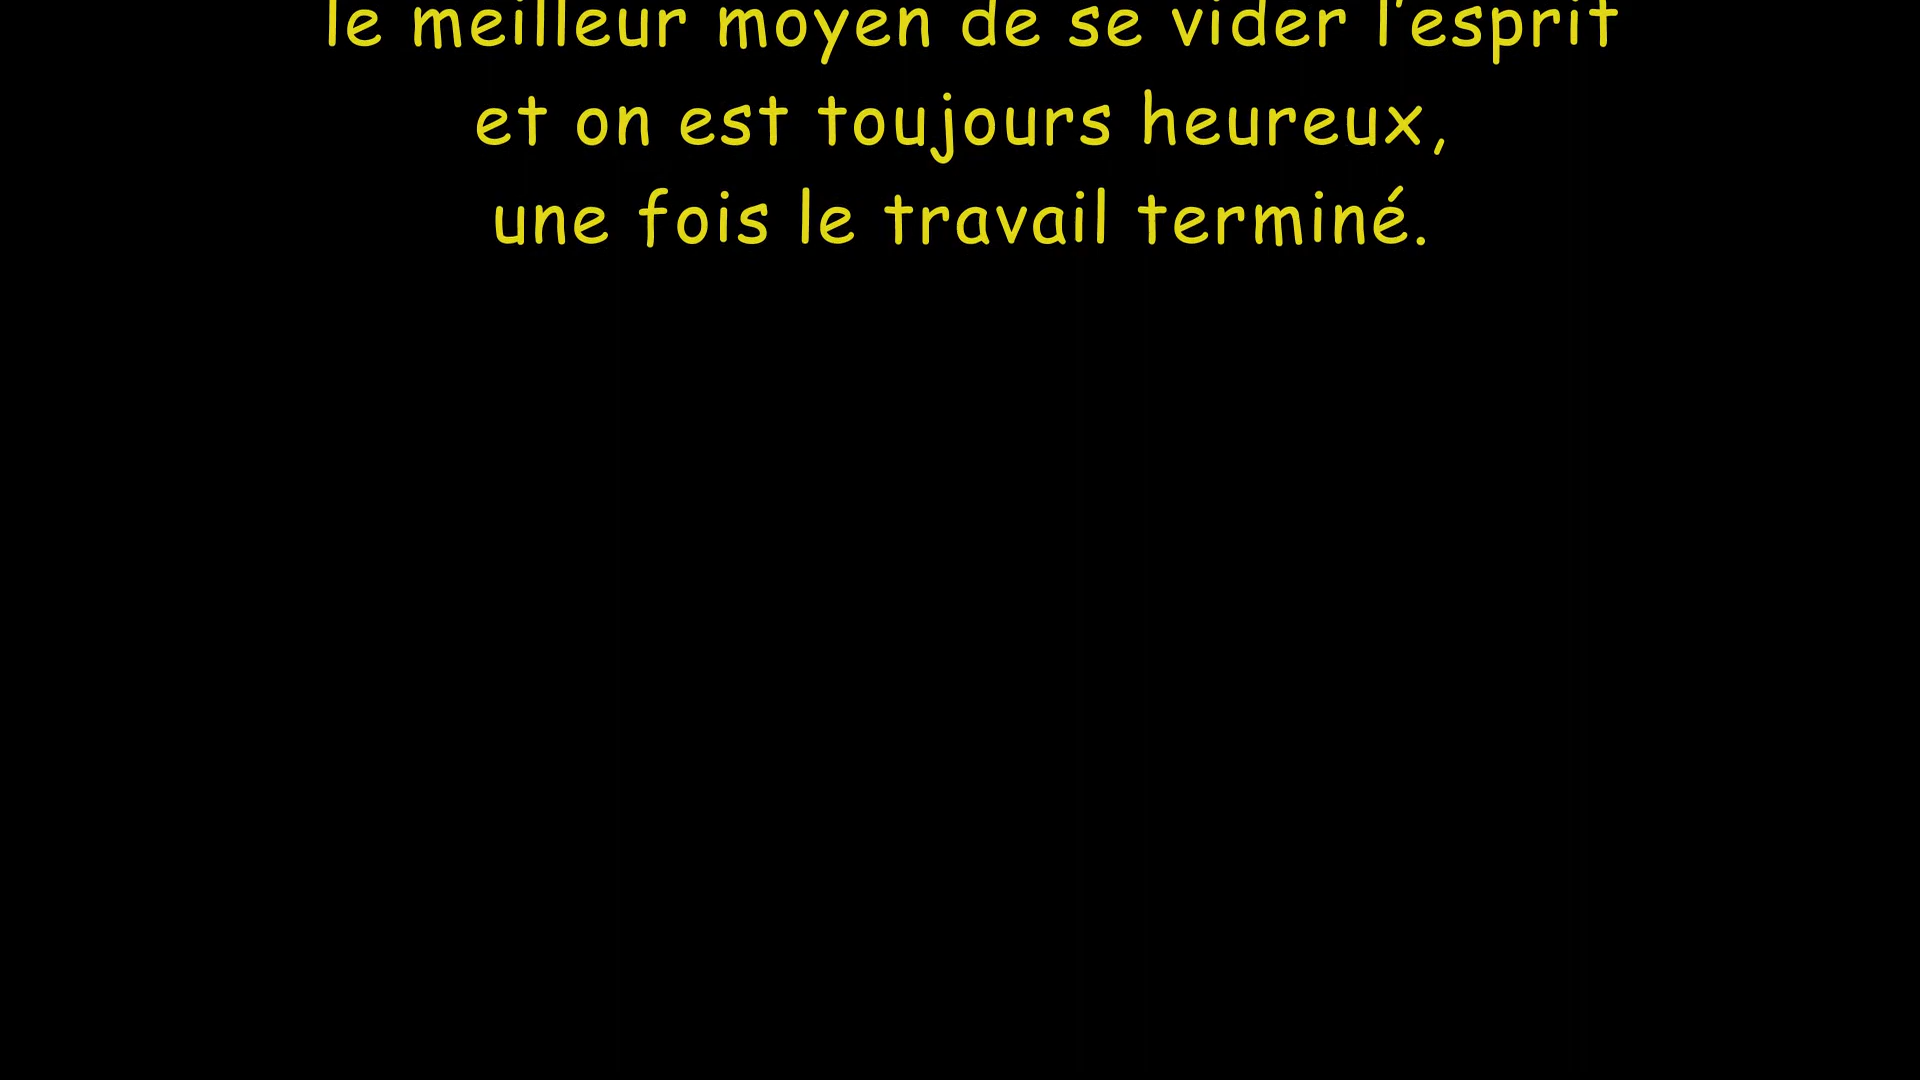 le meilleur moyen de se vider l'esprit
et on est toujours heureux,
une fois le travail terminé.